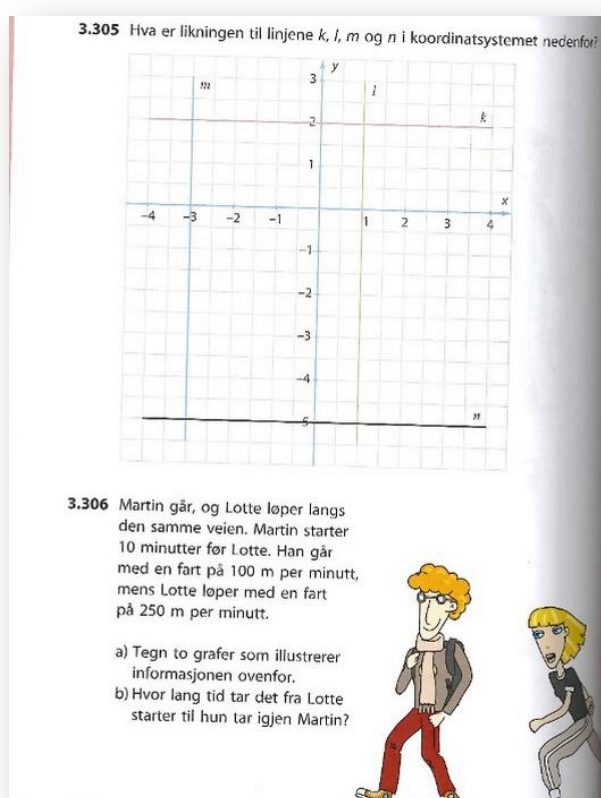 3.305 Hva er likningen til linjene k, l, m og n i koordinatsystemet nedenfor?
y
3
m
l
2
k
1
x
-4 -3 -2 -1 1 2 3 4
-1
-2
-3
-4
n
-5
3.306 Martin går, og Lotte løper langs
den samme veien. Martin starter
10 minutter før Lotte. Han går
med en fart på 100 m per minutt,
mens Lotte løper med en fart
på 250 m per minutt.
a) Tegn to grafer som illustrerer
informasjonen ovenfor.
b) Hvor lang tid tar det fra Lotte
starter til hun tar igjen Martin?